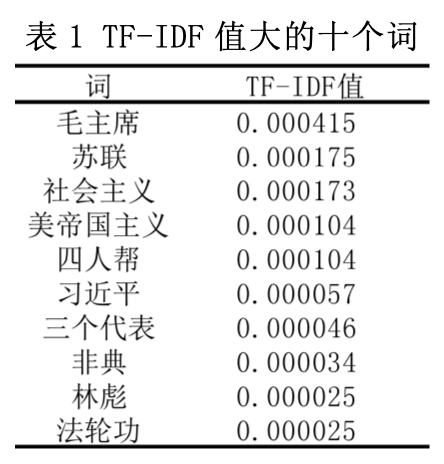 表 1 TF-IDF 值大的十个词
词 TF-IDF值
毛主席 0.000415
苏联 0.000175
社会主义 0.000173
美帝国主义 0.000104
四人帮 0.000104
习近平 0.000057
三个代表 0.000046
非典 0.000034
林彪 0.000025
法轮功 0.000025